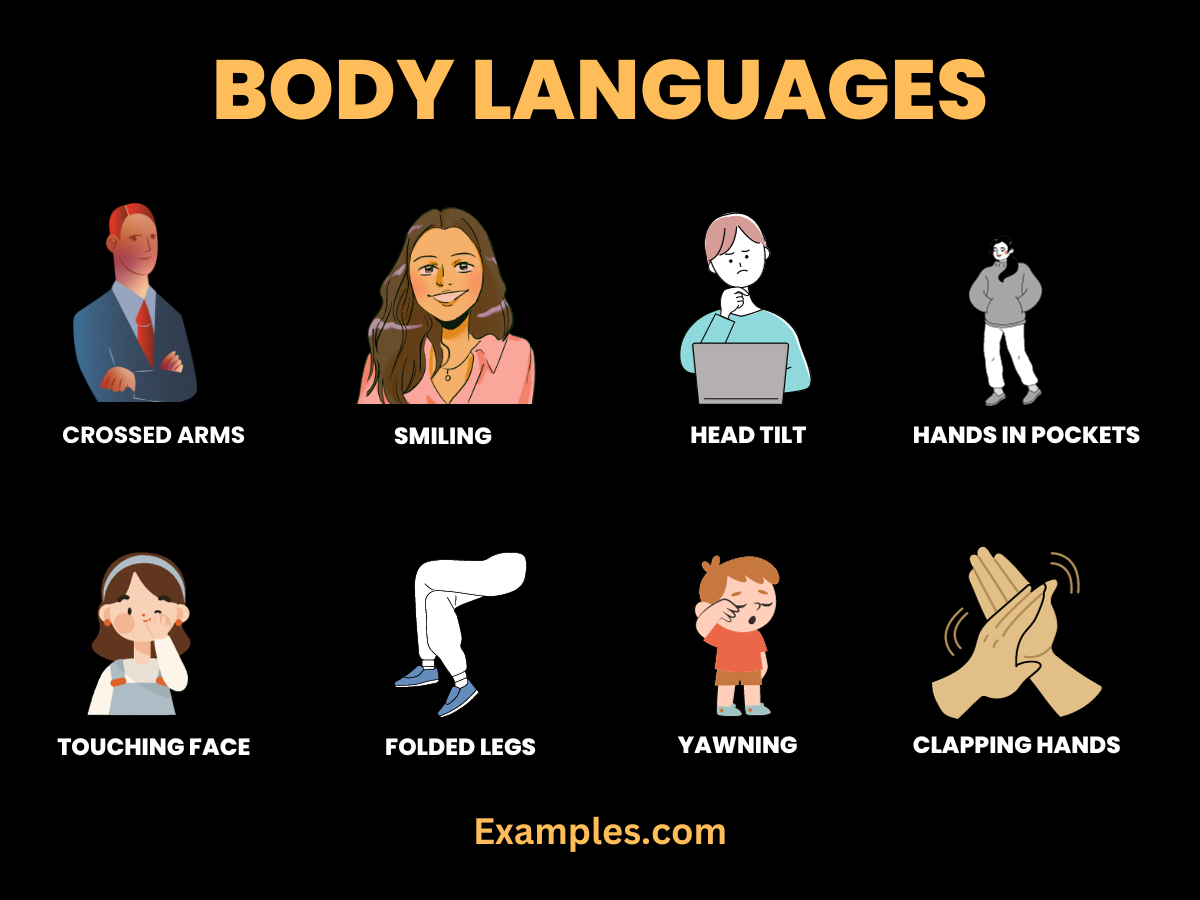 BODY LANGUAGES
CROSSED ARMS
SMILING
HEAD TILT
HANDS IN POCKETS
TOUCHING FACE
FOLDED LEGS
YAWNING
CLAPPING HANDS
Examples.com